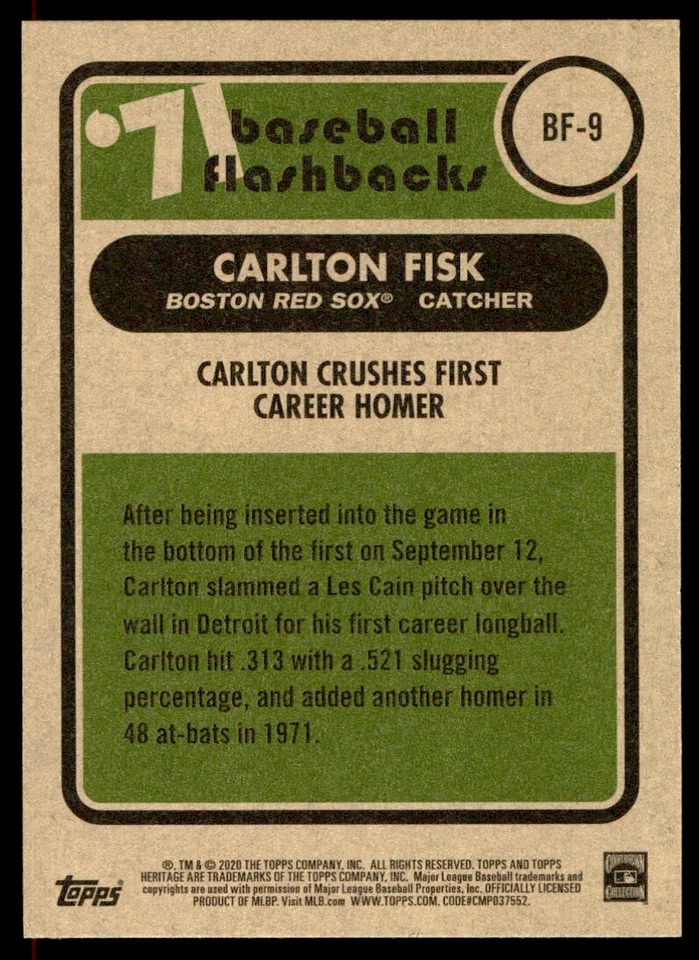 '71 baseball
flashbacks
BF-9
CARLTON FISK
BOSTON RED SOX® CATCHER
CARLTON CRUSHES FIRST
CAREER HOMER
After being inserted into the game in
the bottom of the first on September 12,
Carlton slammed a Les Cain pitch over the
wall in Detroit for his first career longball.
Carlton hit .313 with a .521 slugging
percentage, and added another homer in
48 at-bats in 1971.
®, TM & © 2020 THE TOPPS COMPANY, INC. ALL RIGHTS RESERVED. TOPPS AND TOPPS
HERITAGE ARE TRADEMARKS OF THE TOPPS COMPANY, INC. Major League Baseball trademarks and
copyrights are used with permission of Major League Baseball Properties, Inc. OFFICIALLY LICENSED
PRODUCT OF MLBP. Visit MLB.com WWW.TOPPS.COM. CODE#CMP037552.
Topps
COOPERSTOWN
COLLECTION